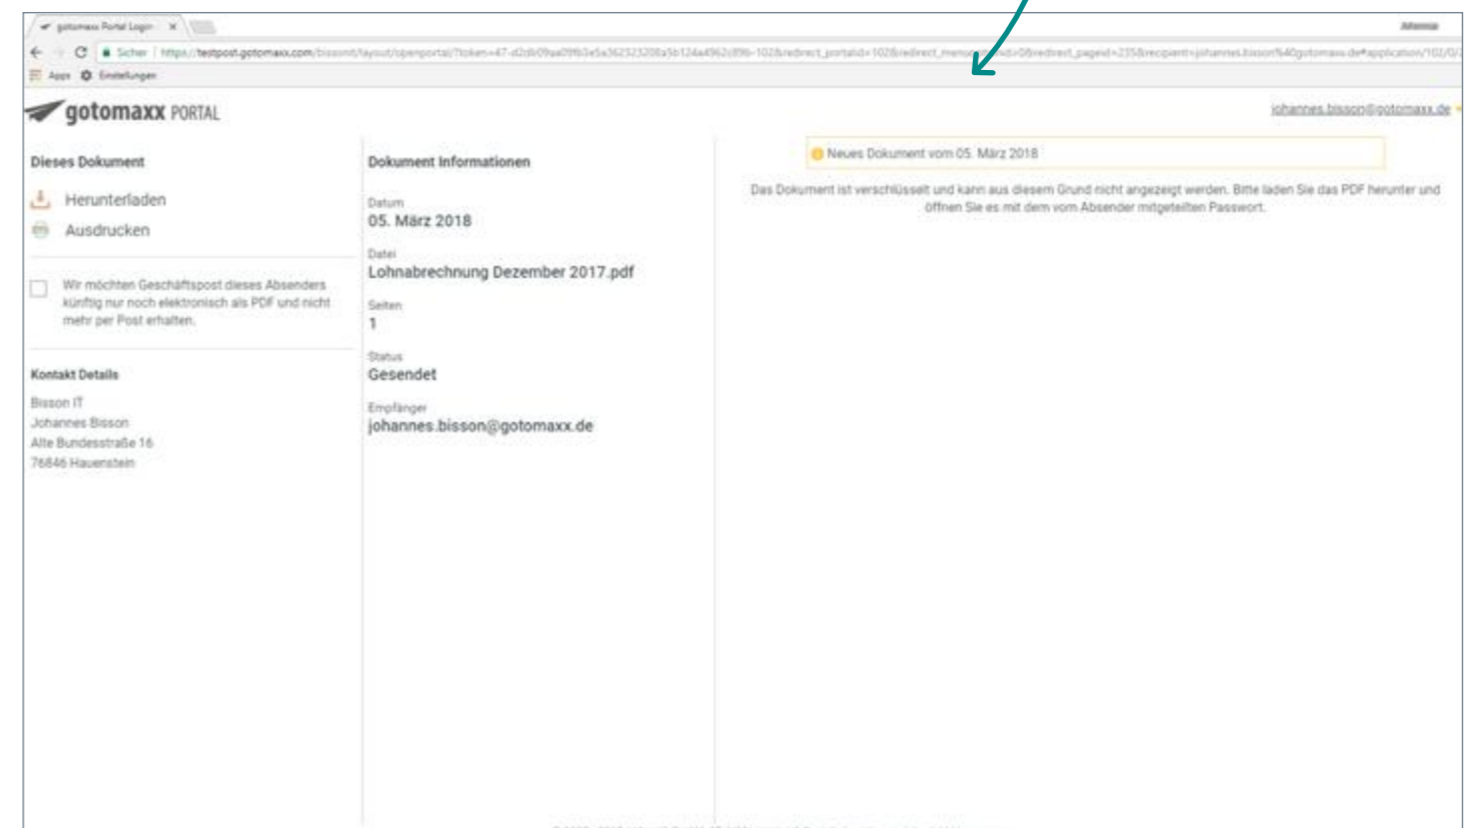 gotomaxx Portal Login
Sicher | https://testpost.gotomaxx.com/
Apps Einstellungen
gotomaxx PORTAL
johannes.bisson@gotomaxx.de
Dieses Dokument
Herunterladen
Ausdrucken
Wir möchten Geschäftspost dieses Absenders
künftig nur noch elektronisch als PDF und nicht
mehr per Post erhalten.
Kontakt Details
Bisson IT
Johannes Bisson
Alte Bundesstraße 16
76846 Hauenstein
Dokument Informationen
Datum
05. März 2018
Datei
Lohnabrechnung Dezember 2017.pdf
Seiten
1
Status
Gesendet
Empfänger
johannes.bisson@gotomaxx.de
Neues Dokument vom 05. März 2018
Das Dokument ist verschlüsselt und kann aus diesem Grund nicht angezeigt werden. Bitte laden Sie das PDF herunter und
öffnen Sie es mit dem vom Absender mitgeteilten Passwort.